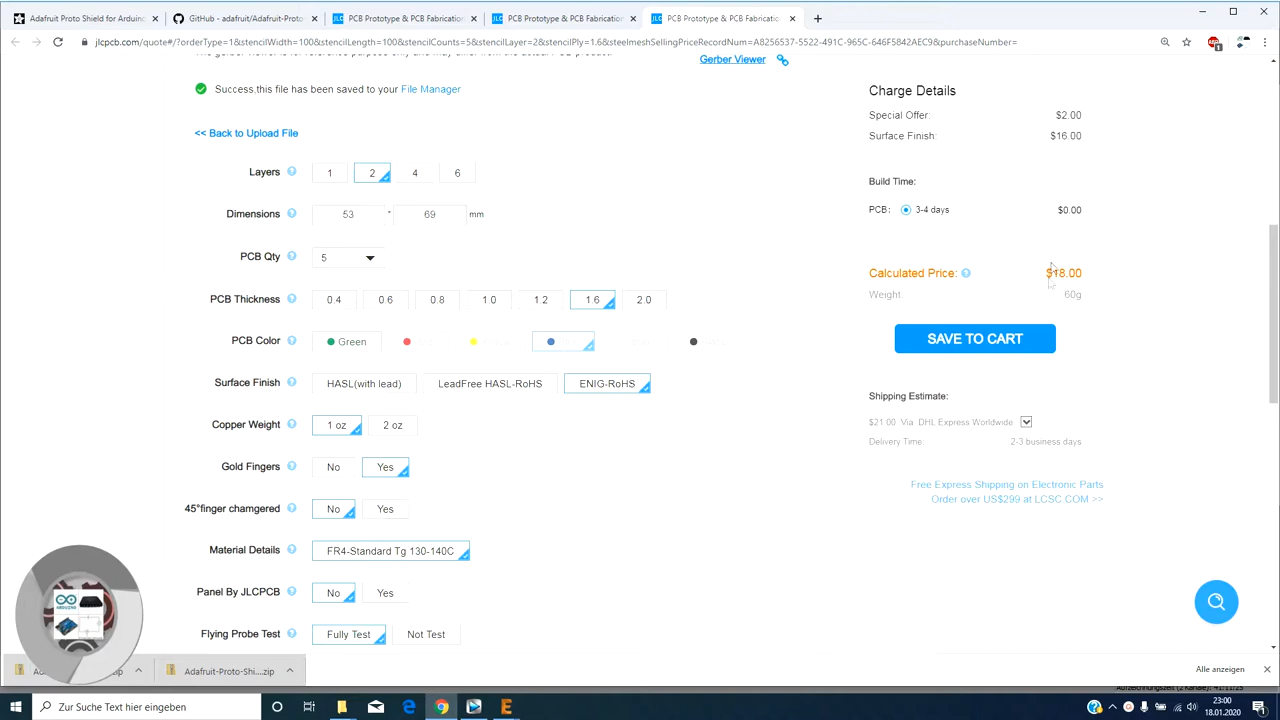 Adafruit Proto Shield for Arduino
GitHub - adafruit/Adafruit-Proto-
PCB Prototype & PCB Fabrication
PCB Prototype & PCB Fabrication
PCB Prototype & PCB Fabrication
jlcpcb.com/quote#/?orderType=1&stencilWidth=100&stencilLength=100&stencilCounts=5&stencilLayer=2&stencilPly=1.6&steelmeshSellingPriceRecordNum=A8256537-5522-491C-965C-646F5842AEC9&purchaseNumber=
Gerber Viewer
Success,this file has been saved to your File Manager
<< Back to Upload File
Layers ? 1 2 4 6
Dimensions ? 53 * 69 mm
PCB Qty ? 5
PCB Thickness ? 0.4 0.6 0.8 1.0 1.2 1.6 2.0
PCB Color ? Green
Surface Finish ? HASL(with lead) LeadFree HASL-RoHS ENIG-RoHS
Copper Weight ? 1 oz 2 oz
Gold Fingers ? No Yes
45°finger chamgered ? No Yes
Material Details ? FR4-Standard Tg 130-140C
Panel By JLCPCB ? No Yes
Flying Probe Test ? Fully Test Not Test
Charge Details
Special Offer: $2.00
Surface Finish: $16.00
Build Time:
PCB: 3-4 days $0.00
Calculated Price: ? $18.00
Weight 60g
SAVE TO CART
Shipping Estimate:
$21.00 Via DHL Express Worldwide
Delivery Time: 2-3 business days
Free Express Shipping on Electronic Parts
Order over US$299 at LCSC.COM >>
ARDUINO
Adafruit-Proto-Shi....zip
Alle anzeigen
Zur Suche Text hier eingeben
23:00
18.01.2020